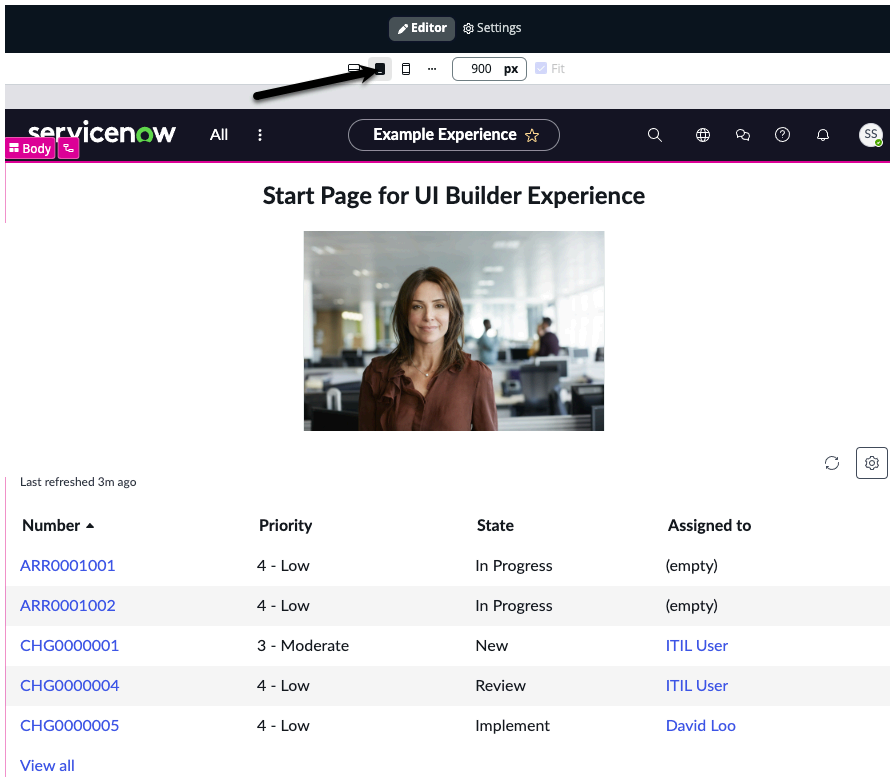 Editor Settings
900 px Fit
servicenow All Example Experience SS
Body
Start Page for UI Builder Experience
Last refreshed 3m ago
Number Priority State Assigned to
ARR0001001 4 - Low In Progress (empty)
ARR0001002 4 - Low In Progress (empty)
CHG0000001 3 - Moderate New ITIL User
CHG0000004 4 - Low Review ITIL User
CHG0000005 4 - Low Implement David Loo
View all